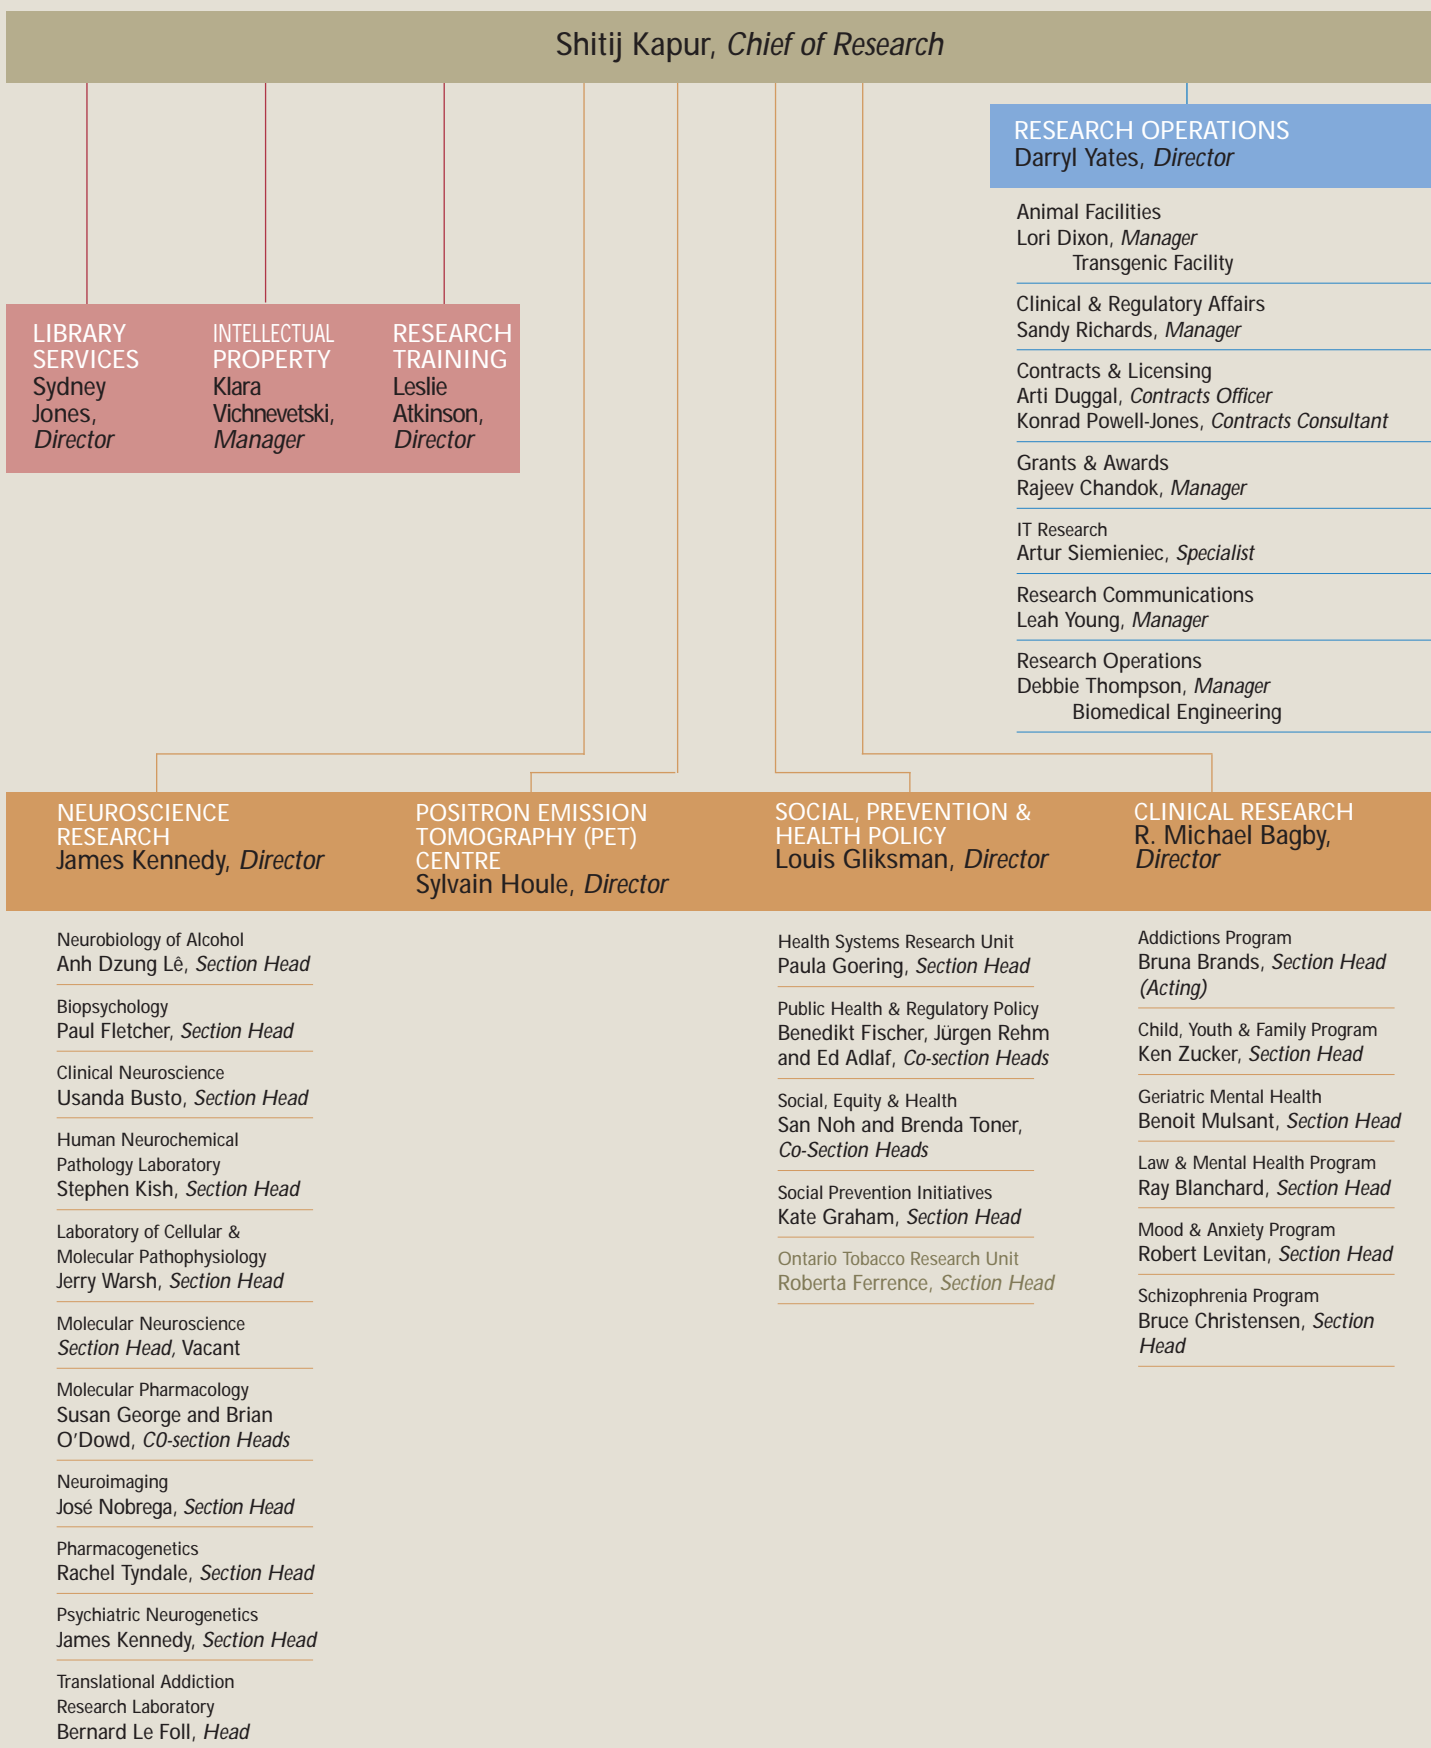 Shitij Kapur, Chief of Research
RESEARCH OPERATIONS
Darryl Yates, Director
Animal Facilities
Lori Dixon, Manager
Transgenic Facility
Clinical & Regulatory Affairs
Sandy Richards, Manager
Contracts & Licensing
Arti Duggal, Contracts Officer
Konrad Powell-Jones, Contracts Consultant
Grants & Awards
Rajeev Chandok, Manager
IT Research
Artur Siemieniec, Specialist
Research Communications
Leah Young, Manager
Research Operations
Debbie Thompson, Manager
Biomedical Engineering
LIBRARY
SERVICES
Sydney
Jones,
Director
INTELLECTUAL
PROPERTY
Klara
Vichnevetski,
Manager
RESEARCH
TRAINING
Leslie
Atkinson,
Director
NEUROSCIENCE
RESEARCH
James Kennedy, Director
Neurobiology of Alcohol
Anh Dzung Lê, Section Head
Biopsychology
Paul Fletcher, Section Head
Clinical Neuroscience
Usanda Busto, Section Head
Human Neurochemical
Pathology Laboratory
Stephen Kish, Section Head
Laboratory of Cellular &
Molecular Pathophysiology
Jerry Warsh, Section Head
Molecular Neuroscience
Section Head, Vacant
Molecular Pharmacology
Susan George and Brian
O'Dowd, C0-section Heads
Neuroimaging
José Nobrega, Section Head
Pharmacogenetics
Rachel Tyndale, Section Head
Psychiatric Neurogenetics
James Kennedy, Section Head
Translational Addiction
Research Laboratory
Bernard Le Foll, Head
POSITRON EMISSION
TOMOGRAPHY (PET)
CENTRE
Sylvain Houle, Director
SOCIAL, PREVENTION &
HEALTH POLICY
Louis Gliksman, Director
Health Systems Research Unit
Paula Goering, Section Head
Public Health & Regulatory Policy
Benedikt Fischer, Jürgen Rehm
and Ed Adlaf, Co-section Heads
Social, Equity & Health
San Noh and Brenda Toner,
Co-Section Heads
Social Prevention Initiatives
Kate Graham, Section Head
Ontario Tobacco Research Unit
Roberta Ferrence, Section Head
CLINICAL RESEARCH
R. Michael Bagby,
Director
Addictions Program
Bruna Brands, Section Head
(Acting)
Child, Youth & Family Program
Ken Zucker, Section Head
Geriatric Mental Health
Benoit Mulsant, Section Head
Law & Mental Health Program
Ray Blanchard, Section Head
Mood & Anxiety Program
Robert Levitan, Section Head
Schizophrenia Program
Bruce Christensen, Section
Head